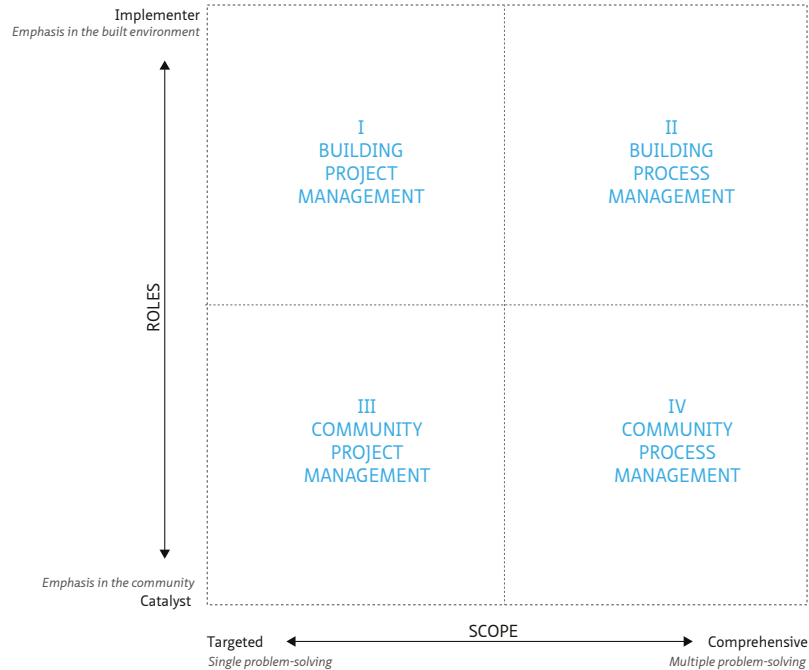 Implementer
Emphasis in the built environment
I
BUILDING
PROJECT
MANAGEMENT
II
BUILDING
PROCESS
MANAGEMENT
ROLES
III
COMMUNITY
PROJECT
MANAGEMENT
IV
COMMUNITY
PROCESS
MANAGEMENT
Emphasis in the community
Catalyst
SCOPE
Targeted
Comprehensive
Single problem-solving
Multiple problem-solving